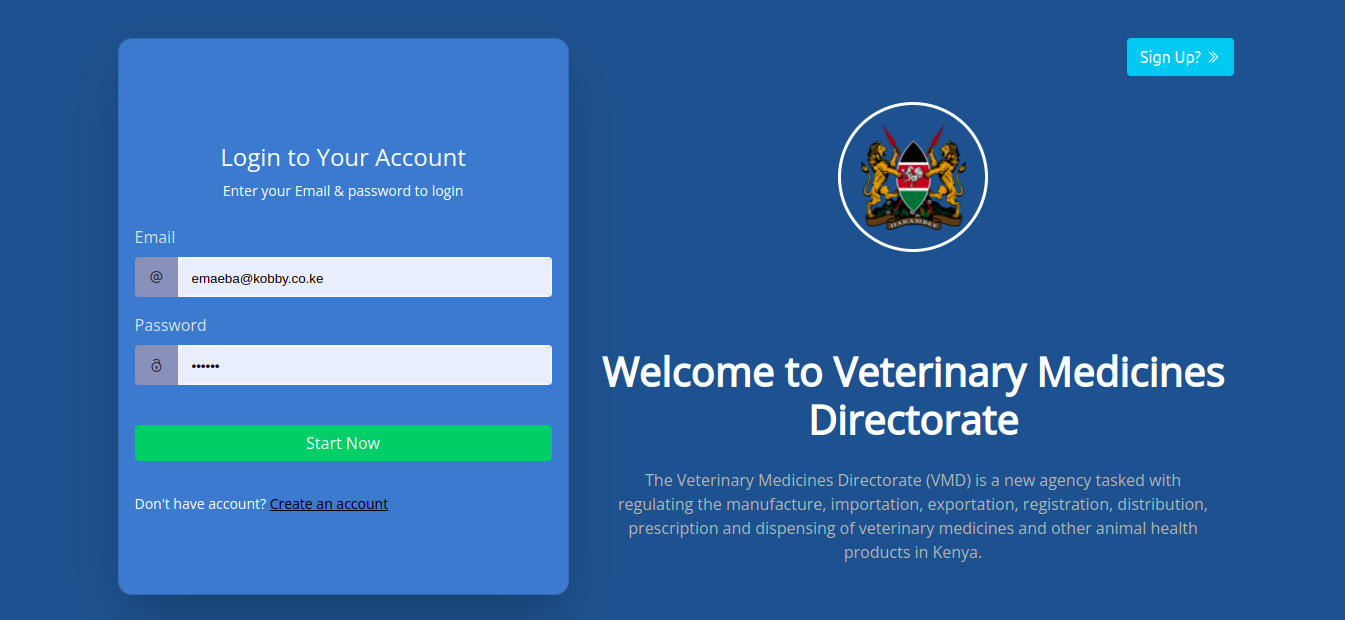 Sign Up?
Login to Your Account
Enter your Email & password to login
Email
@
emaeba@kobby.co.ke
Password
••••••
Start Now
Don't have account? Create an account
HARAMBEE
Welcome to Veterinary Medicines
Directorate
The Veterinary Medicines Directorate (VMD) is a new agency tasked with
regulating the manufacture, importation, exportation, registration, distribution,
prescription and dispensing of veterinary medicines and other animal health
products in Kenya.